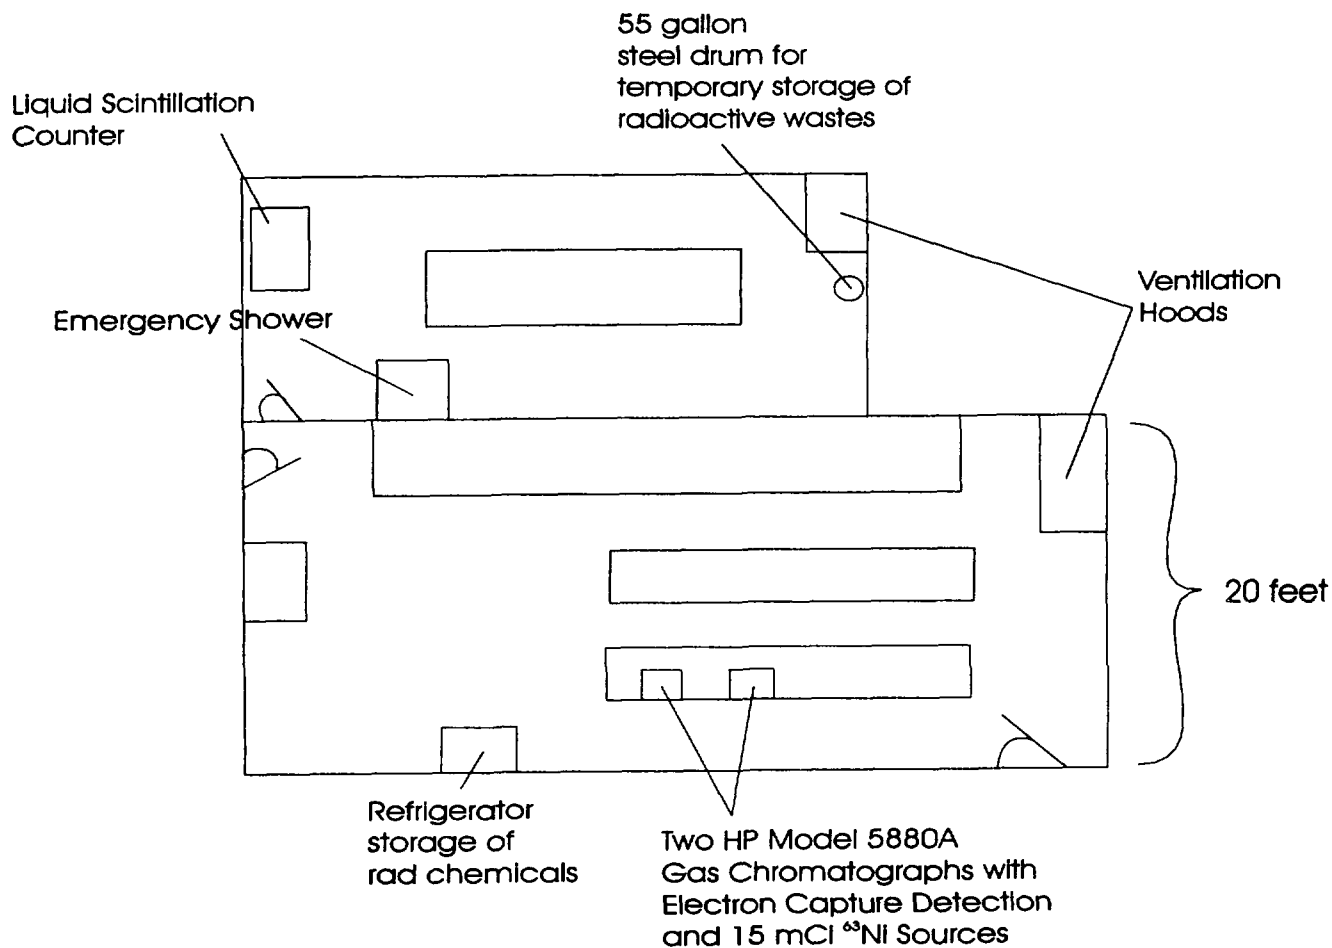 55 gallon
steel drum for
temporary storage of
radioactive wastes
Liquid Scintillation
Counter
Emergency Shower
Ventilation
Hoods
20 feet
Refrigerator
storage of
rad chemicals
Two HP Model 5880A
Gas Chromatographs with
Electron Capture Detection
and 15 mCi ⁶³Ni Sources